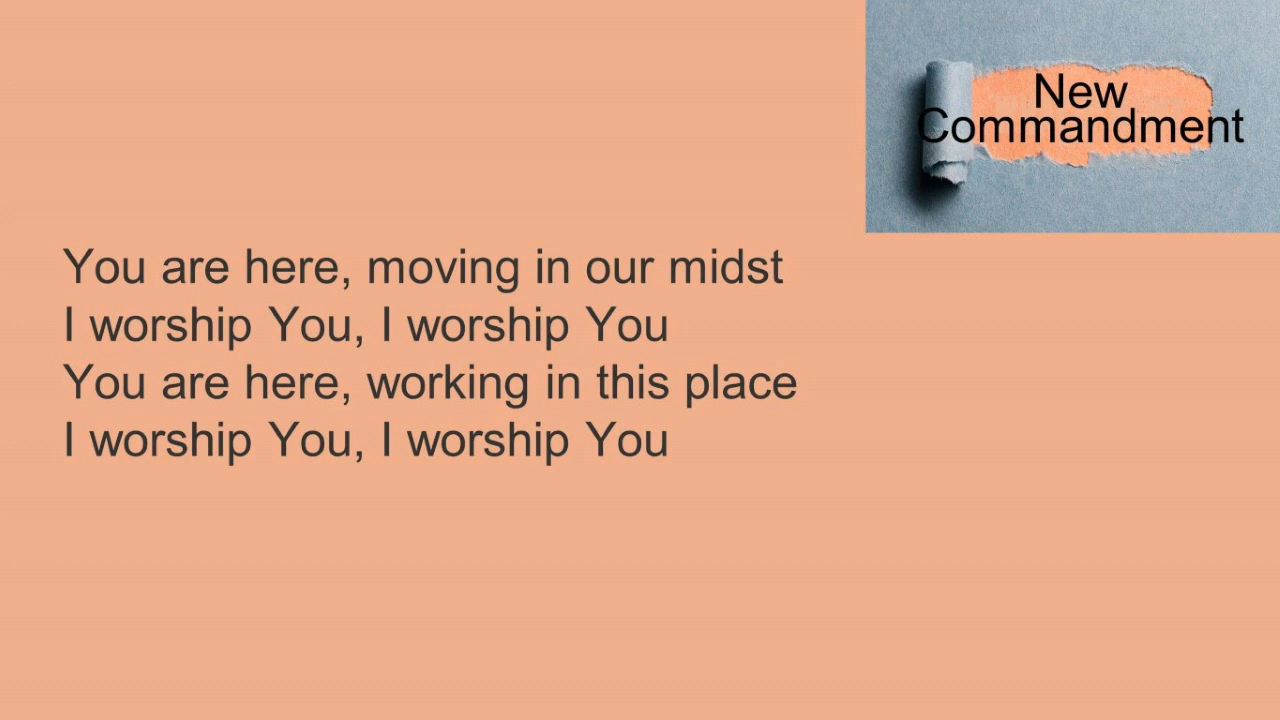 New
Commandment
You are here, moving in our midst
I worship You, I worship You
You are here, working in this place
I worship You, I worship You